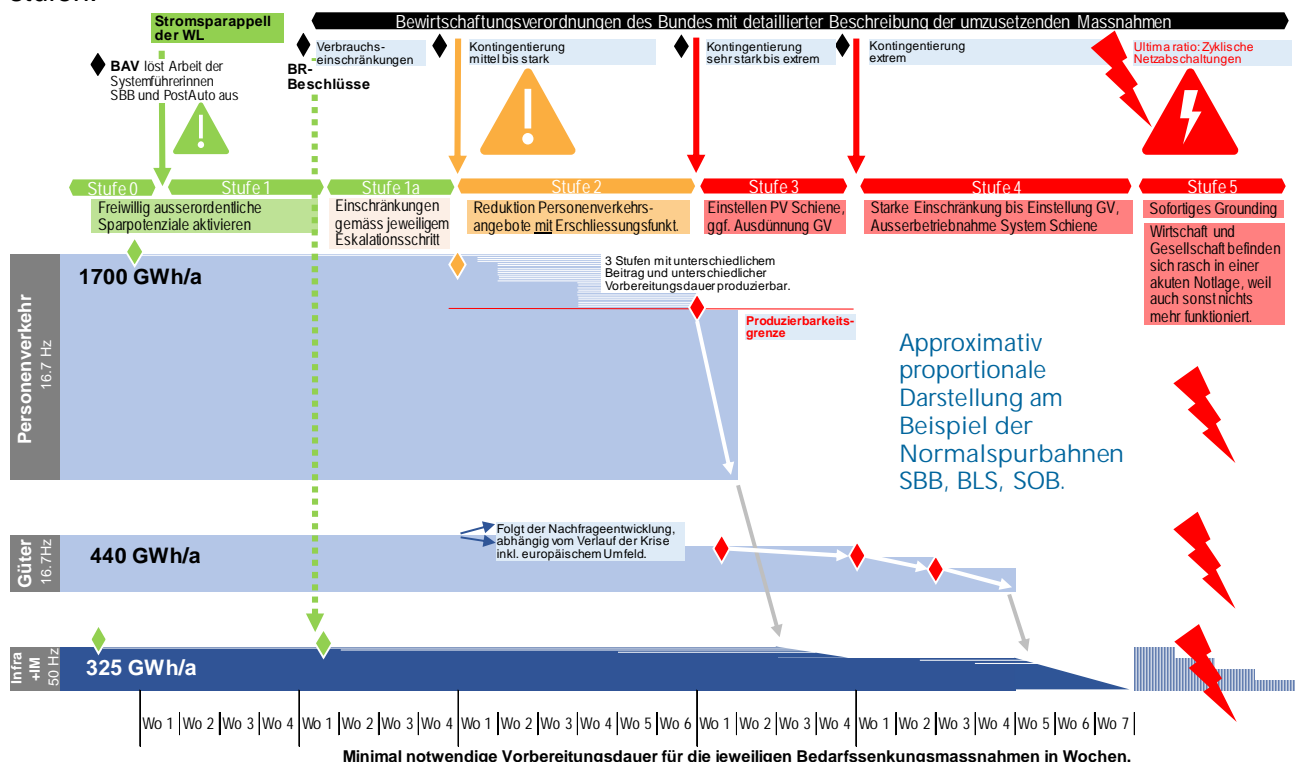 stufen.
Stromsparappell
der WL
Bewirtschaftungsverordnungen des Bundes mit detaillierter Beschreibung der umzusetzenden Massnahmen
BAV löst Arbeit der
Systemführerinnen
SBB und PostAuto aus
Verbrauchs-
einschränkungen
BR-
Beschlüsse
Kontingentierung
mittel bis stark
Kontingentierung
sehr stark bis extrem
Kontingentierung
extrem
Ultima ratio: Zyklische
Netzabschaltungen
Stufe 0
Stufe 1
Stufe 1a
Stufe 2
Stufe 3
Stufe 4
Stufe 5
Freiwillig ausserordentliche
Sparpotenziale aktivieren
Einschränkungen
gemäss jeweiligem
Eskalationsschritt
Reduktion Personenverkehrs-
angebote mit Erschliessungsfunkt.
Einstellen PV Schiene,
ggf. Ausdünnung GV
Starke Einschränkung bis Einstellung GV,
Ausserbetriebnahme System Schiene
Sofortiges Grounding
Wirtschaft und
Gesellschaft befinden
sich rasch in einer
akuten Notlage, weil
auch sonst nichts
mehr funktioniert.
Personenverkehr
16.7 Hz
1700 GWh/a
3 Stufen mit unterschiedlichem
Beitrag und unterschiedlicher
Vorbereitungsdauer produzierbar.
Produzierbarkeits-
grenze
Approximativ
proportionale
Darstellung am
Beispiel der
Normalspurbahnen
SBB, BLS, SOB.
Güter
16.7Hz
440 GWh/a
Folgt der Nachfrageentwicklung,
abhängig vom Verlauf der Krise
inkl. europäischem Umfeld.
Infra
+IM
50 Hz
325 GWh/a
Wo 1 Wo 2 Wo 3 Wo 4 Wo 1 Wo 2 Wo 3 Wo 4 Wo 1 Wo 2 Wo 3 Wo 4 Wo 5 Wo 6 Wo 1 Wo 2 Wo 3 Wo 4 Wo 1 Wo 2 Wo 3 Wo 4 Wo 5 Wo 6 Wo 7
Minimal notwendige Vorbereitungsdauer für die jeweiligen Bedarfssenkungsmassnahmen in Wochen.